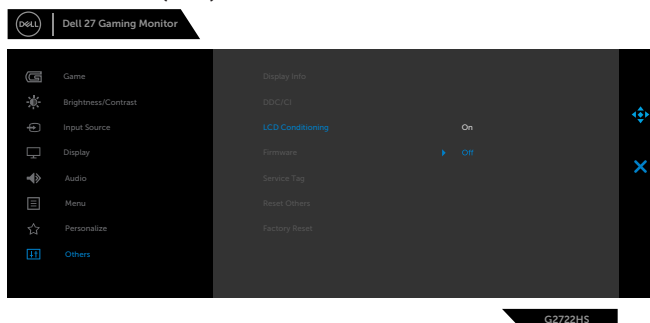 DELL
Dell 27 Gaming Monitor
Game
Display Info
Brightness/Contrast
DDC/CI
Input Source
LCD Conditioning
On
Display
Firmware
Off
Audio
Service Tag
Menu
Reset Others
Personalize
Factory Reset
Others
G2722HS